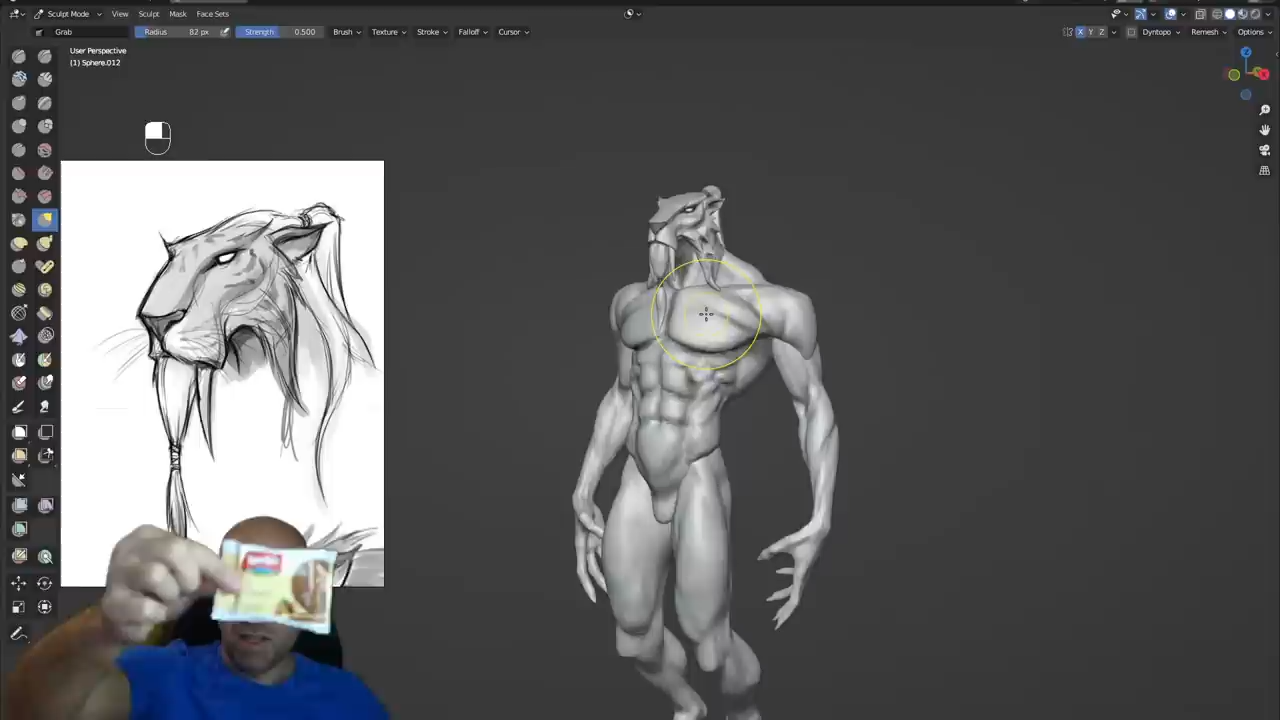 Sculpt Mode View Sculpt Mask Face Sets Options
Grab Radius 82 px Strength 0.500 Brush Texture Stroke Falloff Cursor X Y Z Dyntopo Remesh
User Perspective
(1) Sphere.012
Z